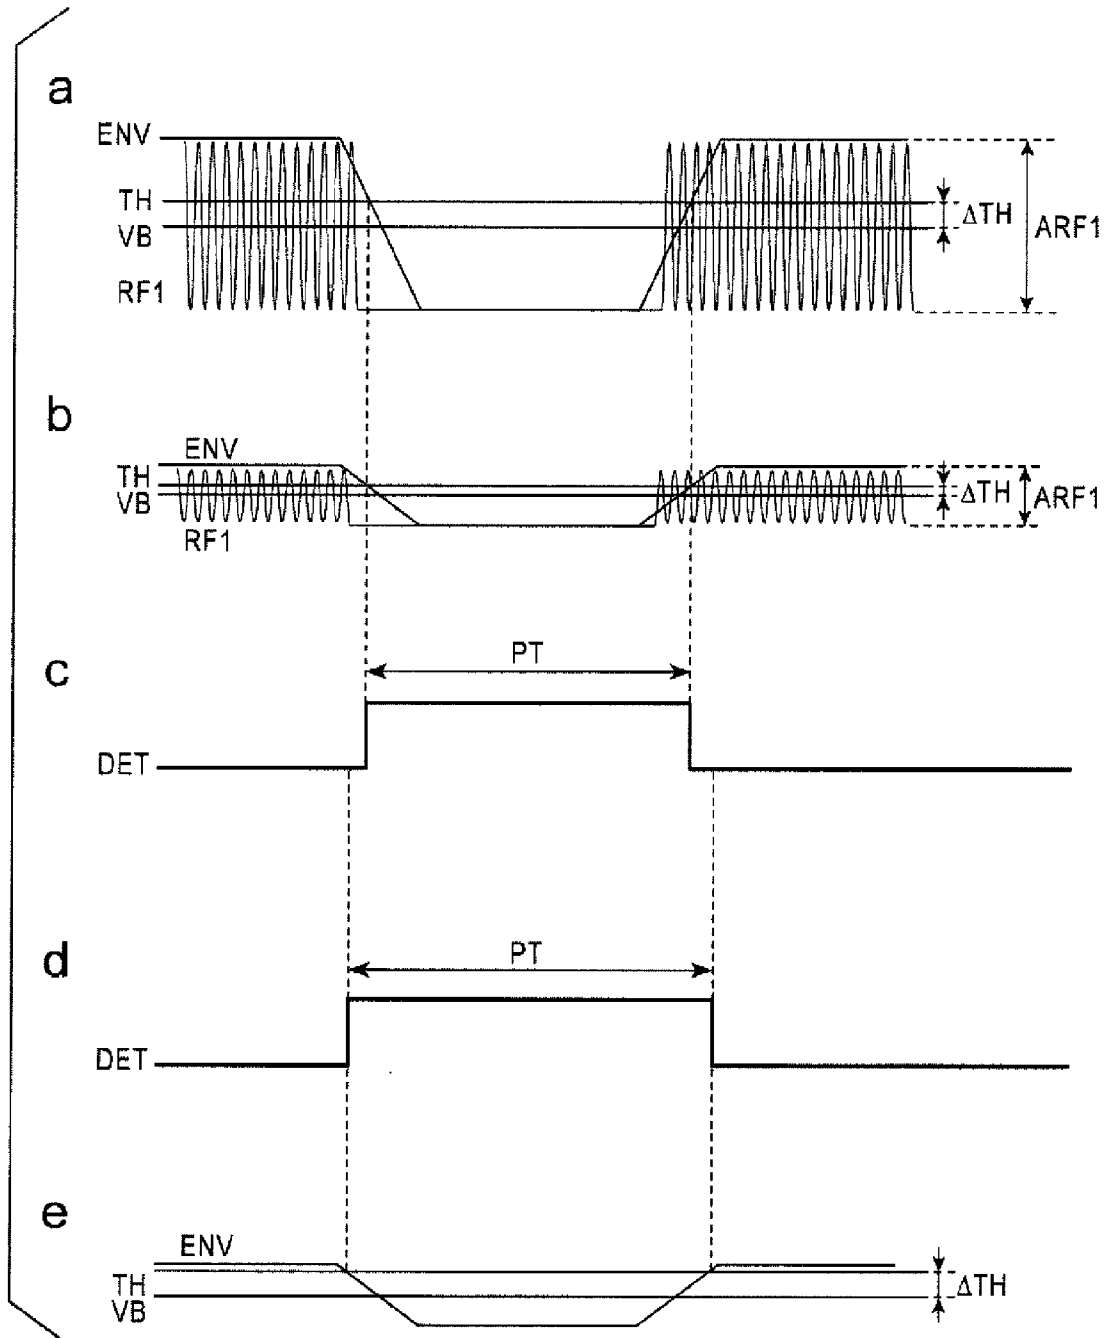 a
ENV
TH
ΔTH
ARF1
VB
RF1
b
ENV
TH
VB
ΔTH
ARF1
RF1
c
PT
DET
d
PT
DET
e
ENV
TH
ΔTH
VB